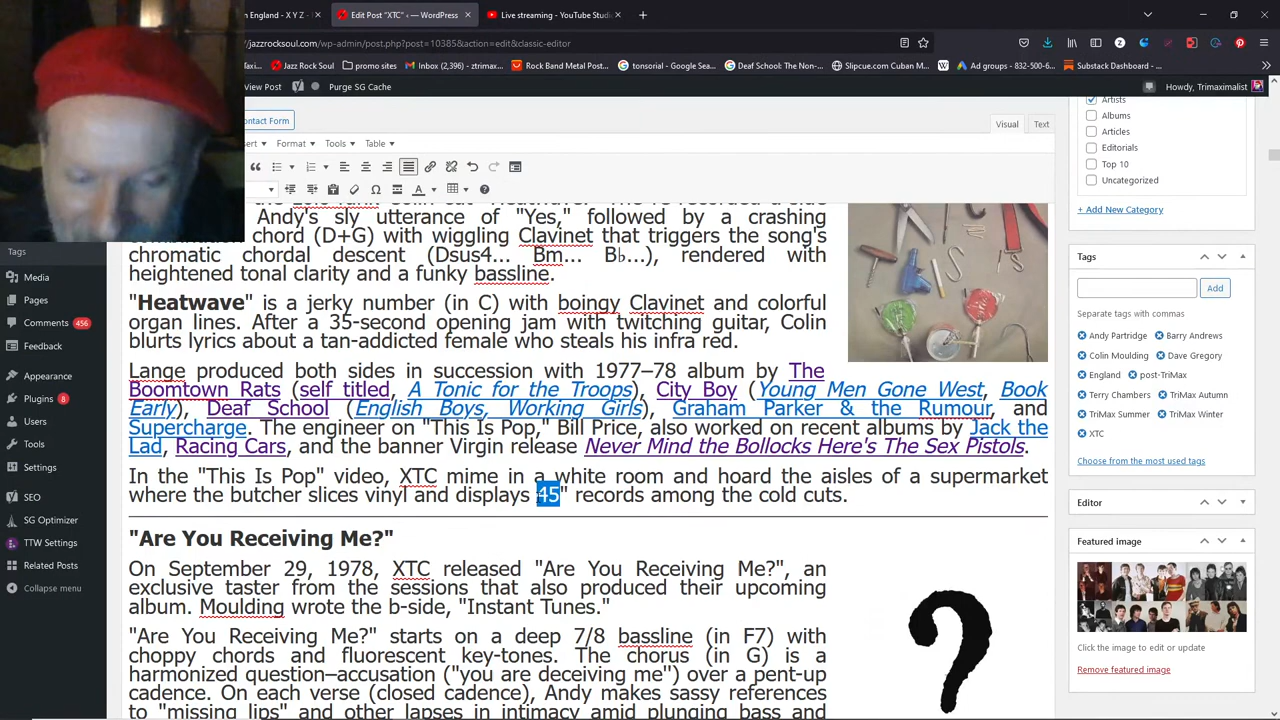 n England - X Y Z -
Edit Post "XTC" ‹ — WordPress
Live streaming - YouTube Studi
/jazzrocksoul.com/wp-admin/post.php?post=10385&action=edit&classic-editor
Jazz Rock Soul
promo sites
Inbox (2,396) - ztrimax
Rock Band Metal Post
tonsorial - Google Sea
Deaf School: The Non-
Slipcue.com Cuban M
Ad groups - 832-500-6
Substack Dashboard -
View Post
Purge SG Cache
Howdy, Trimaximalist
ontact Form
Visual
Text
ert
Format
Tools
Table
Andy's sly utterance of "Yes," followed by a crashing
chord (D+G) with wiggling Clavinet that triggers the song's
chromatic chordal descent (Dsus4... Bm... B♭...), rendered with
heightened tonal clarity and a funky bassline.
"Heatwave" is a jerky number (in C) with boingy Clavinet and colorful
organ lines. After a 35-second opening jam with twitching guitar, Colin
blurts lyrics about a tan-addicted female who steals his infra red.
Lange produced both sides in succession with 1977–78 album by The
Boomtown Rats (self titled, A Tonic for the Troops), City Boy (Young Men Gone West, Book
Early), Deaf School (English Boys, Working Girls), Graham Parker & the Rumour, and
Supercharge. The engineer on "This Is Pop," Bill Price, also worked on recent albums by Jack the
Lad, Racing Cars, and the banner Virgin release Never Mind the Bollocks Here's The Sex Pistols.
In the "This Is Pop" video, XTC mime in a white room and hoard the aisles of a supermarket
where the butcher slices vinyl and displays 45" records among the cold cuts.
"Are You Receiving Me?"
On September 29, 1978, XTC released "Are You Receiving Me?", an
exclusive taster from the sessions that also produced their upcoming
album. Moulding wrote the b-side, "Instant Tunes."
"Are You Receiving Me?" starts on a deep 7/8 bassline (in F7) with
choppy chords and fluorescent key-tones. The chorus (in G) is a
harmonized question–accusation ("you are deceiving me") over a pent-up
cadence. On each verse (closed cadence), Andy makes sassy references
to "missing lips" and other lapses in intimacy amid plunging bass and
?
Tags
Media
Pages
Comments 456
Feedback
Appearance
Plugins 8
Users
Tools
Settings
SEO
SG Optimizer
TTW Settings
Related Posts
Collapse menu
Artists
Albums
Articles
Editorials
Top 10
Uncategorized
+ Add New Category
Tags
Add
Separate tags with commas
Andy Partridge
Barry Andrews
Colin Moulding
Dave Gregory
England
post-TriMax
Terry Chambers
TriMax Autumn
TriMax Summer
TriMax Winter
XTC
Choose from the most used tags
Editor
Featured image
Click the image to edit or update
Remove featured image